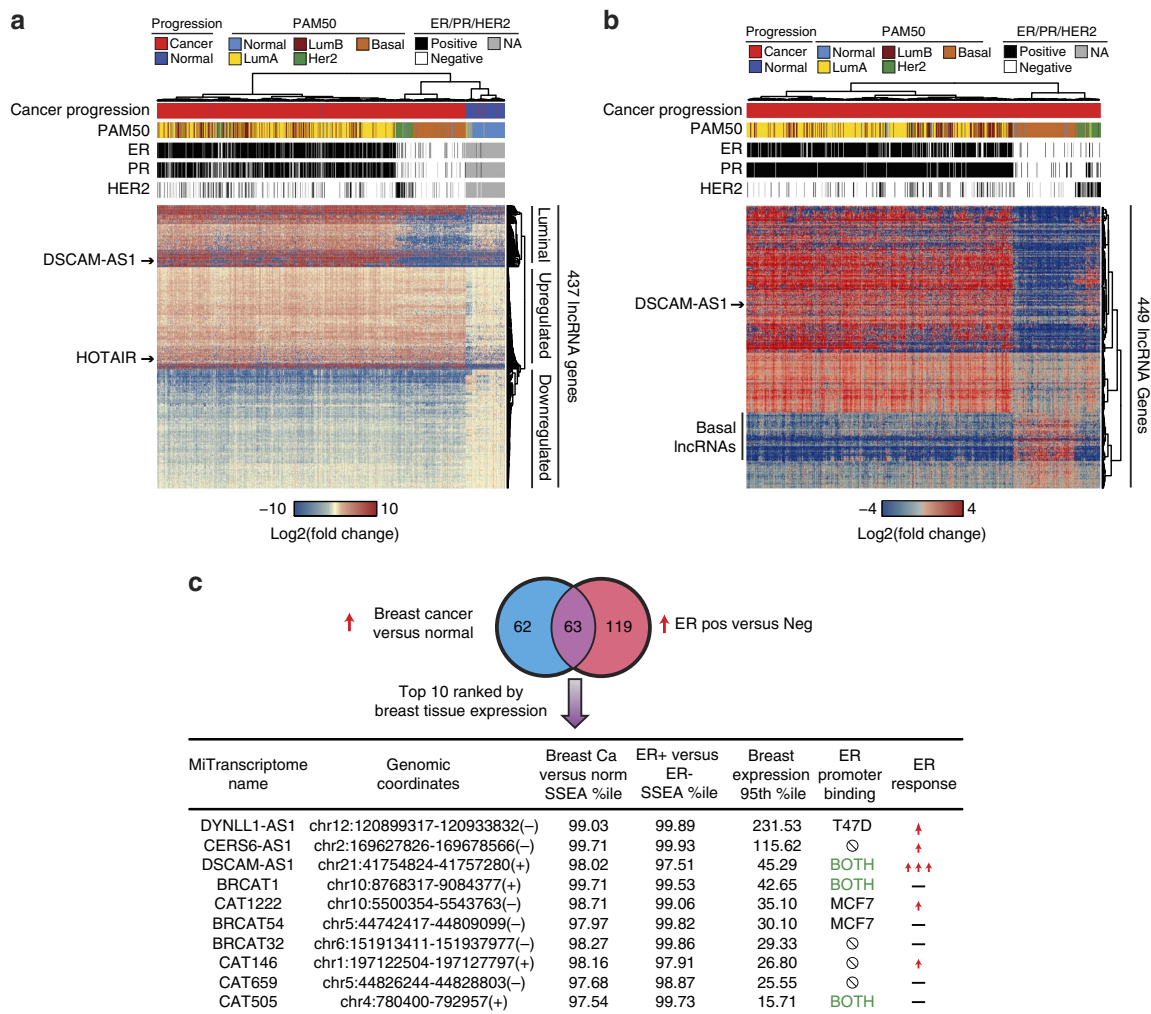 a
Progression PAM50 ER/PR/HER2
Cancer Normal LumB Basal Positive NA
Normal LumA Her2 Negative
Cancer progression
PAM50
ER
PR
HER2
DSCAM-AS1
HOTAIR
Luminal
Upregulated
Downregulated
437 lncRNA genes
−10 10
Log2(fold change)
b
Progression PAM50 ER/PR/HER2
Cancer Normal LumB Basal Positive NA
Normal LumA Her2 Negative
Cancer progression
PAM50
ER
PR
HER2
DSCAM-AS1
Basal
lncRNAs
449 lncRNA Genes
−4 4
Log2(fold change)
c
Breast cancer
versus normal
62 63 119
ER pos versus Neg
Top 10 ranked by
breast tissue expression
MiTranscriptome
name
Genomic
coordinates
Breast Ca
versus norm
SSEA %ile
ER+ versus
ER-
SSEA %ile
Breast
expression
95th %ile
ER
promoter
binding
ER
response
DYNLL1-AS1 chr12:120899317-120933832(−) 99.03 99.89 231.53 T47D
CERS6-AS1 chr2:169627826-169678566(−) 99.71 99.93 115.62
DSCAM-AS1 chr21:41754824-41757280(+) 98.02 97.51 45.29 BOTH
BRCAT1 chr10:8768317-9084377(+) 99.71 99.53 42.65 BOTH –
CAT1222 chr10:5500354-5543763(−) 98.71 99.06 35.10 MCF7
BRCAT54 chr5:44742417-44809099(−) 97.97 99.82 30.10 MCF7 –
BRCAT32 chr6:151913411-151937977(−) 98.27 99.86 29.33 –
CAT146 chr1:197122504-197127797(+) 98.16 97.91 26.80
CAT659 chr5:44826244-44828803(−) 97.68 98.87 25.55 –
CAT505 chr4:780400-792957(+) 97.54 99.73 15.71 BOTH –